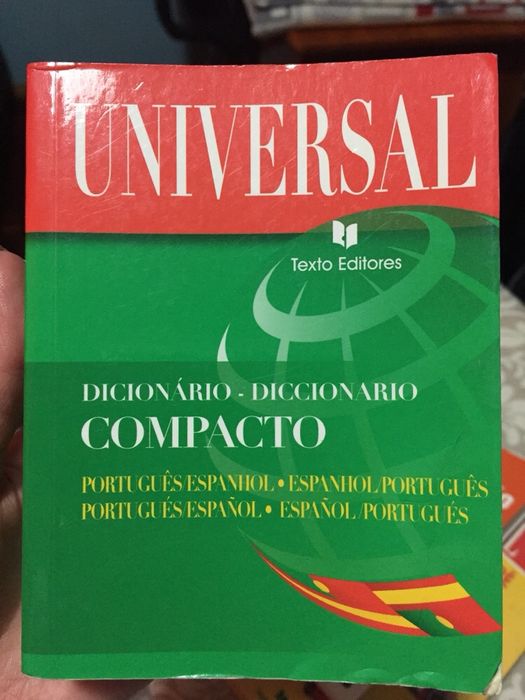 UNIVERSAL
Texto Editores
DICIONÁRIO - DICCIONARIO
COMPACTO
PORTUGUÊS/ESPANHOL • ESPANHOL/PORTUGUÊS
PORTUGUÉS/ESPAÑOL • ESPAÑOL/PORTUGUÉS